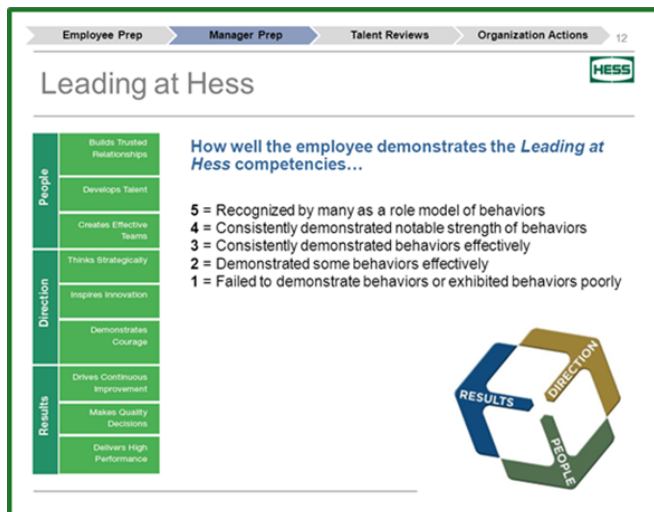 Employee Prep
Manager Prep
Talent Reviews
Organization Actions
12
Leading at Hess
HESS
People
Builds Trusted
Relationships
Develops Talent
Creates Effective
Teams
Direction
Thinks Strategically
Inspires Innovation
Demonstrates
Courage
Results
Drives Continuous
Improvement
Makes Quality
Decisions
Delivers High
Performance
How well the employee demonstrates the Leading at
Hess competencies…
5 = Recognized by many as a role model of behaviors
4 = Consistently demonstrated notable strength of behaviors
3 = Consistently demonstrated behaviors effectively
2 = Demonstrated some behaviors effectively
1 = Failed to demonstrate behaviors or exhibited behaviors poorly
RESULTS
DIRECTION
PEOPLE